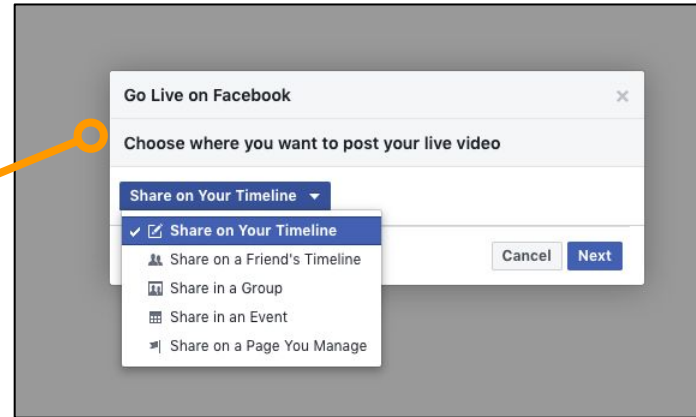 Go Live on Facebook
Choose where you want to post your live video
Share on Your Timeline
Share on Your Timeline
Share on a Friend's Timeline
Cancel Next
Share in a Group
Share in an Event
Share on a Page You Manage